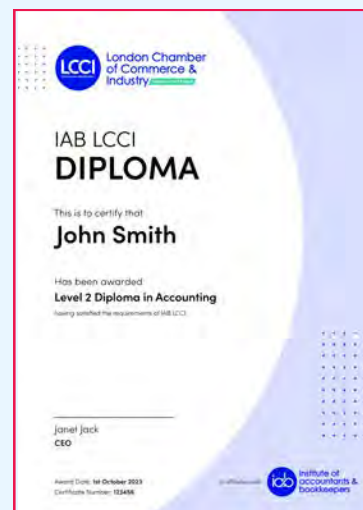 LCCI
London Chamber
of Commerce &
Industry
IAB LCCI
DIPLOMA
This is to certify that
John Smith
Has been awarded
Level 2 Diploma in Accounting
having satisfied the requirements of IAB LCCI
Janet Jack
CEO
Award Date: 1st October 2023
Certificate Number: 123456
iab
institute of
accountants &
bookkeepers